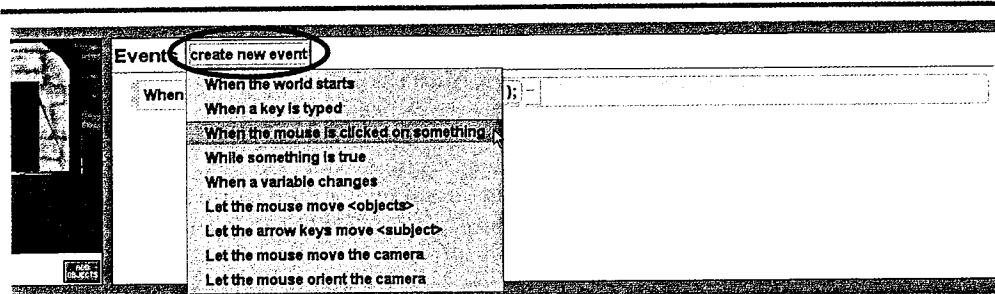 Events create new event
When When the world starts ); –
When a key is typed
When the mouse is clicked on something
While something is true
When a variable changes
Let the mouse move <objects>
Let the arrow keys move <subject>
Let the mouse move the camera
ADD
OBJECTS
Let the mouse orient the camera